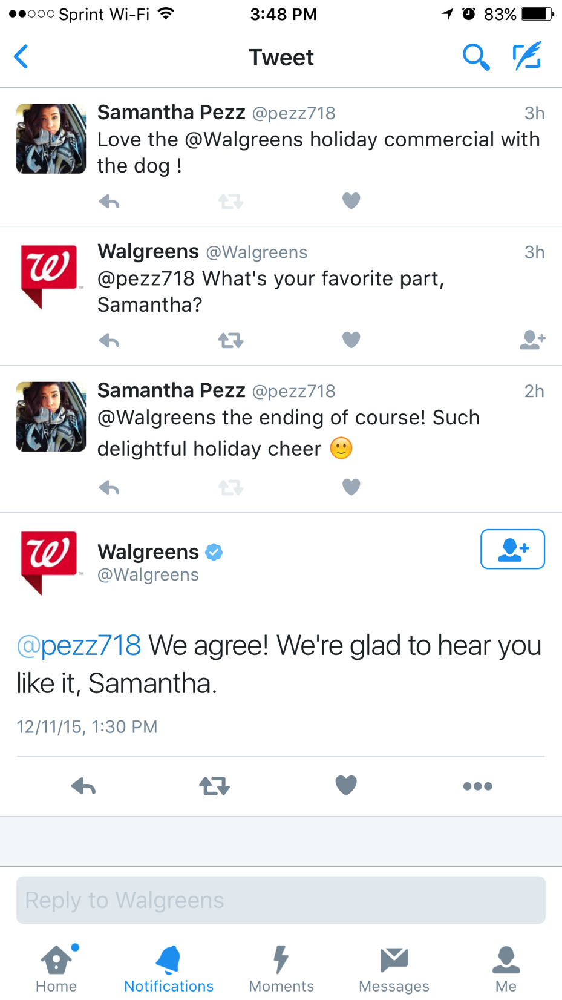 Sprint Wi-Fi 3:48 PM 83%
Tweet
Samantha Pezz @pezz718 3h
Love the @Walgreens holiday commercial with
the dog !
W
TM
Walgreens @Walgreens 3h
@pezz718 What's your favorite part,
Samantha?
Samantha Pezz @pezz718 2h
@Walgreens the ending of course! Such
delightful holiday cheer 🙂
W
TM
Walgreens
@Walgreens
@pezz718 We agree! We're glad to hear you
like it, Samantha.
12/11/15, 1:30 PM
Reply to Walgreens
Home Notifications Moments Messages Me